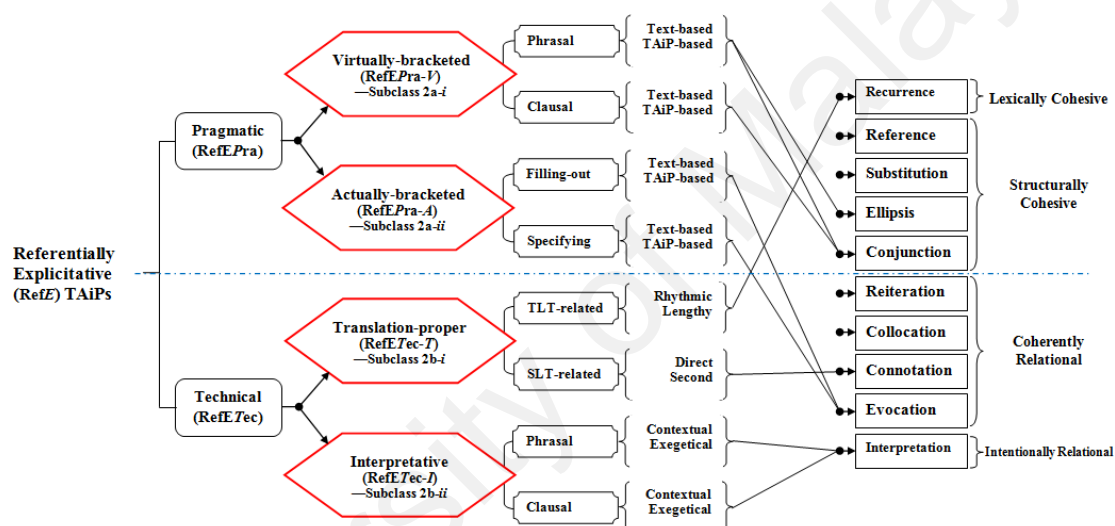 Referentially
Explicitative
(RefE) TAiPs
Pragmatic
(RefEPra)
Technical
(RefETec)
Virtually-bracketed
(RefEPra-V)
—Subclass 2a-i
Actually-bracketed
(RefEPra-A)
—Subclass 2a-ii
Translation-proper
(RefETec-T)
—Subclass 2b-i
Interpretative
(RefETec-I)
—Subclass 2b-ii
Phrasal
Clausal
Filling-out
Specifying
TLT-related
SLT-related
Phrasal
Clausal
Text-based
TAiP-based
Text-based
TAiP-based
Text-based
TAiP-based
Text-based
TAiP-based
Rhythmic
Lengthy
Direct
Second
Contextual
Exegetical
Contextual
Exegetical
Recurrence
Reference
Substitution
Ellipsis
Conjunction
Reiteration
Collocation
Connotation
Evocation
Interpretation
Lexically Cohesive
Structurally
Cohesive
Coherently
Relational
Intentionally Relational
University of Malay